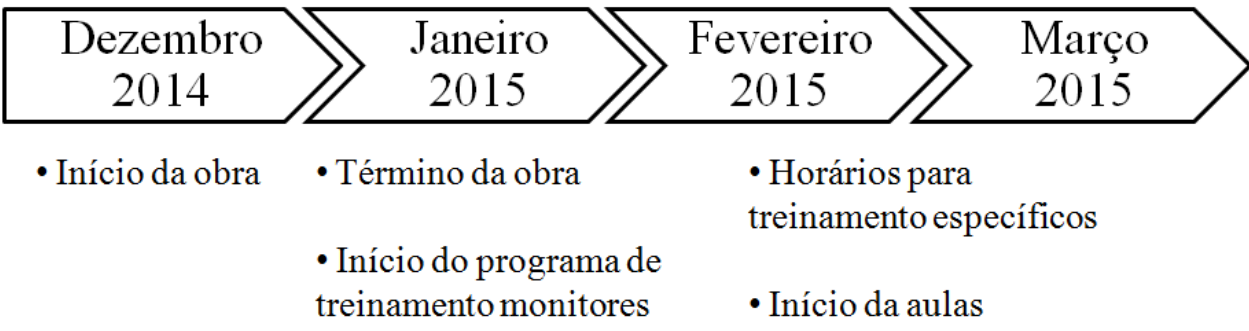 Dezembro
2014
Janeiro
2015
Fevereiro
2015
Março
2015
• Início da obra
• Término da obra
• Início do programa de
treinamento monitores
• Horários para
treinamento específicos
• Início da aulas